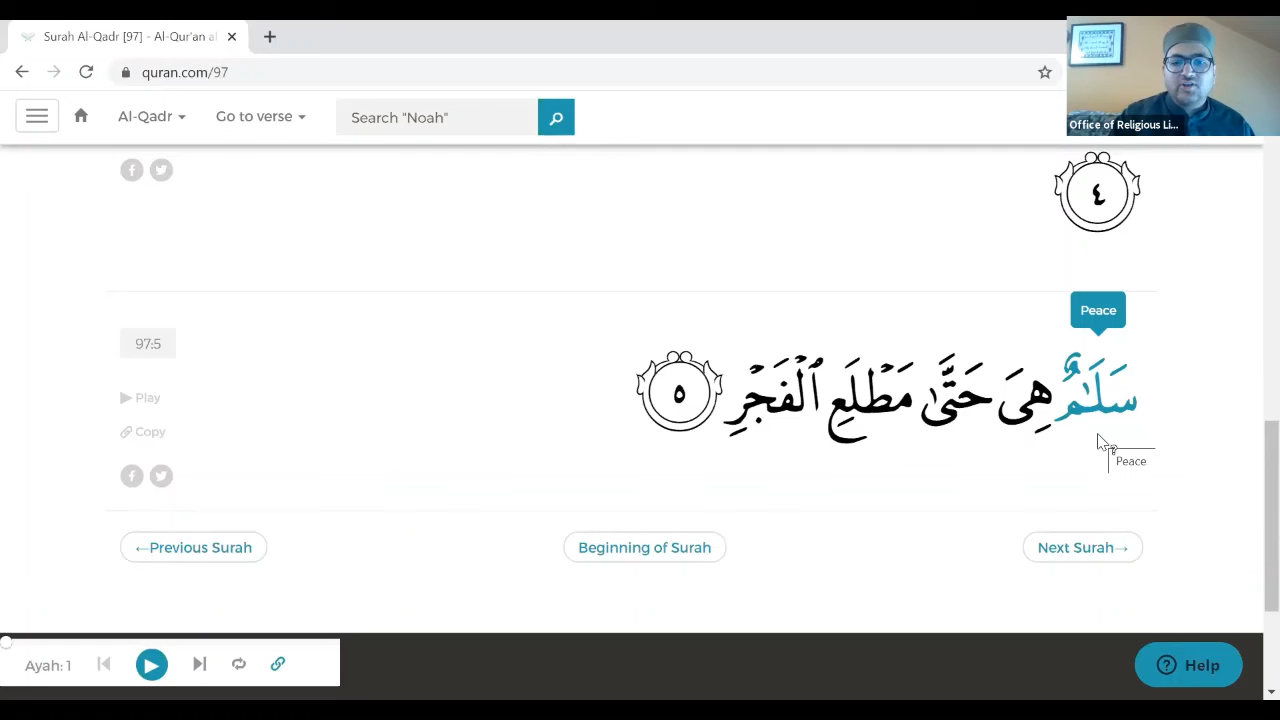 Surah Al-Qadr [97] - Al-Qur'an al
quran.com/97
Al-Qadr
Go to verse
Search "Noah"
Office of Religious Li...
٤
Peace
97:5
سَلَـٰمٌ هِىَ حَتَّىٰ مَطْلَعِ ٱلْفَجْرِ ٥
Play
Copy
Peace
←Previous Surah
Beginning of Surah
Next Surah→
Ayah: 1
Help